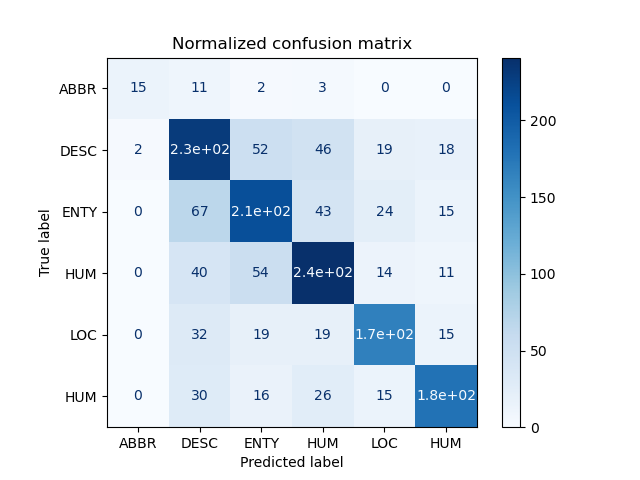 Normalized confusion matrix
ABBR 15 11 2 3 0 0
DESC 2 2.3e+02 52 46 19 18
ENTY 0 67 2.1e+02 43 24 15
HUM 0 40 54 2.4e+02 14 11
LOC 0 32 19 19 1.7e+02 15
HUM 0 30 16 26 15 1.8e+02
ABBR DESC ENTY HUM LOC HUM
Predicted label
True label
200
150
100
50
0